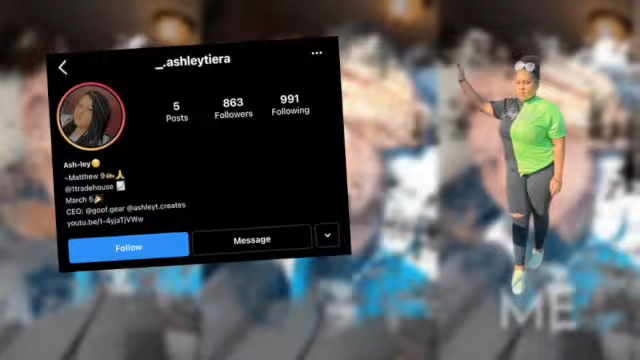 _.ashleytiera
5 863 991
Posts Followers Following
Ash-ley😏
~Matthew 9🙏
@1tradehouse 📈
March 5🎉
CEO: @goof.gear @ashleyt.creates
youtu.be/1-4yjaTjVWw
Follow Message
ME